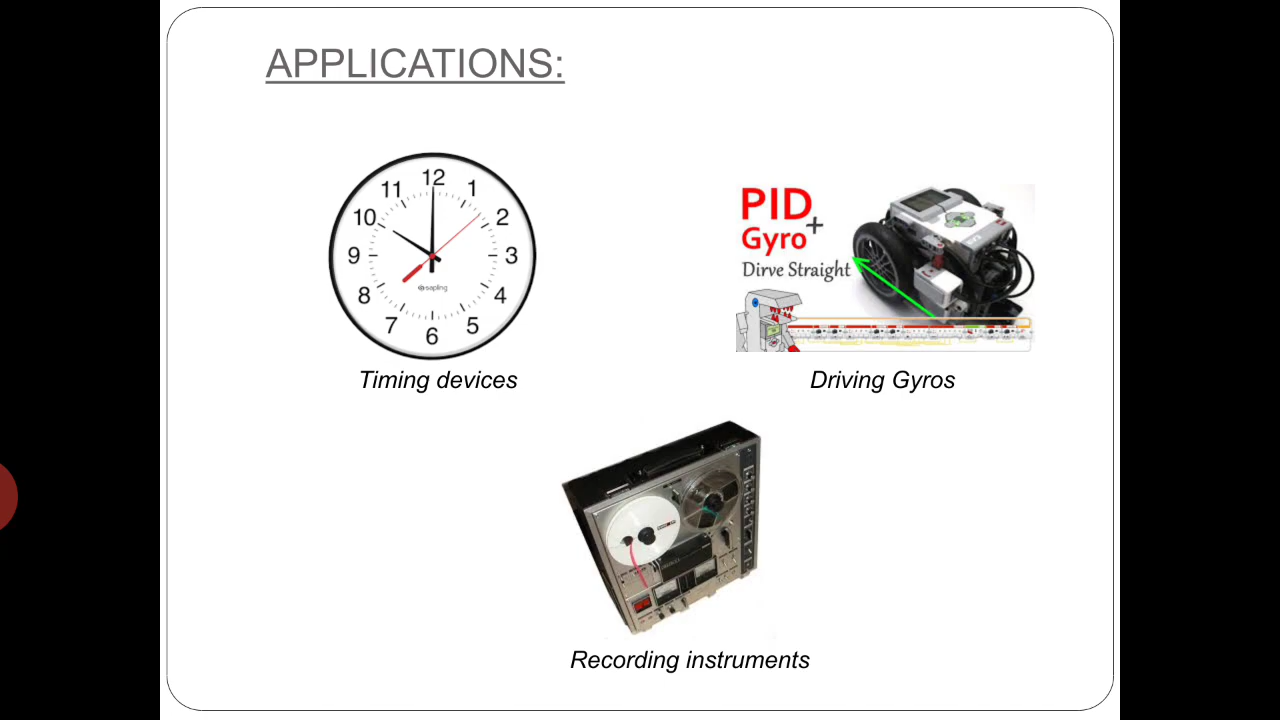 APPLICATIONS:
12
11
1
10
2
9
3
8
4
7
5
6
sapling
Timing devices
PID
+
Gyro
Dirve Straight
Driving Gyros
Recording instruments